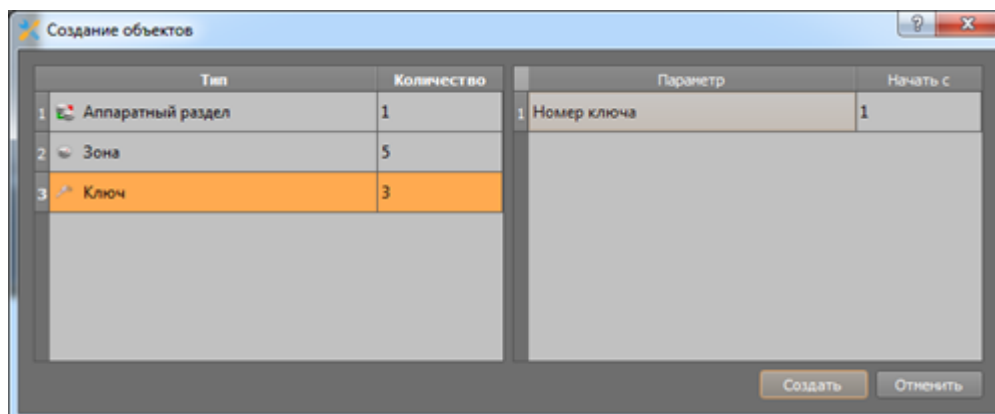 Создание объектов
Тип Количество Параметр Начать с
1 Аппаратный раздел 1 1 Номер ключа 1
2 Зона 5
3 Ключ 3
Создать Отменить